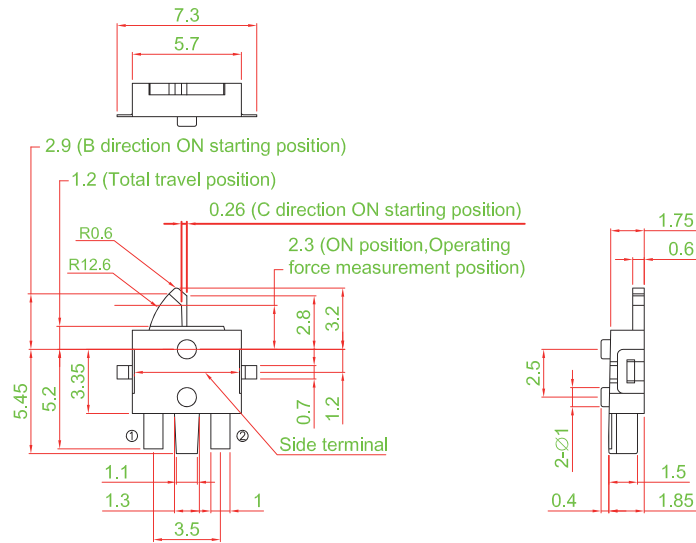 7.3
5.7
2.9 (B direction ON starting position)
1.2 (Total travel position)
0.26 (C direction ON starting position)
R0.6
2.3 (ON position,Operating
force measurement position)
R12.6
1.75
0.6
2.8
3.2
5.45
5.2
3.35
0.7
1.2
2.5
2-Ø1
①
②
Side terminal
1.1
1.3
1
3.5
1.5
0.4
1.85